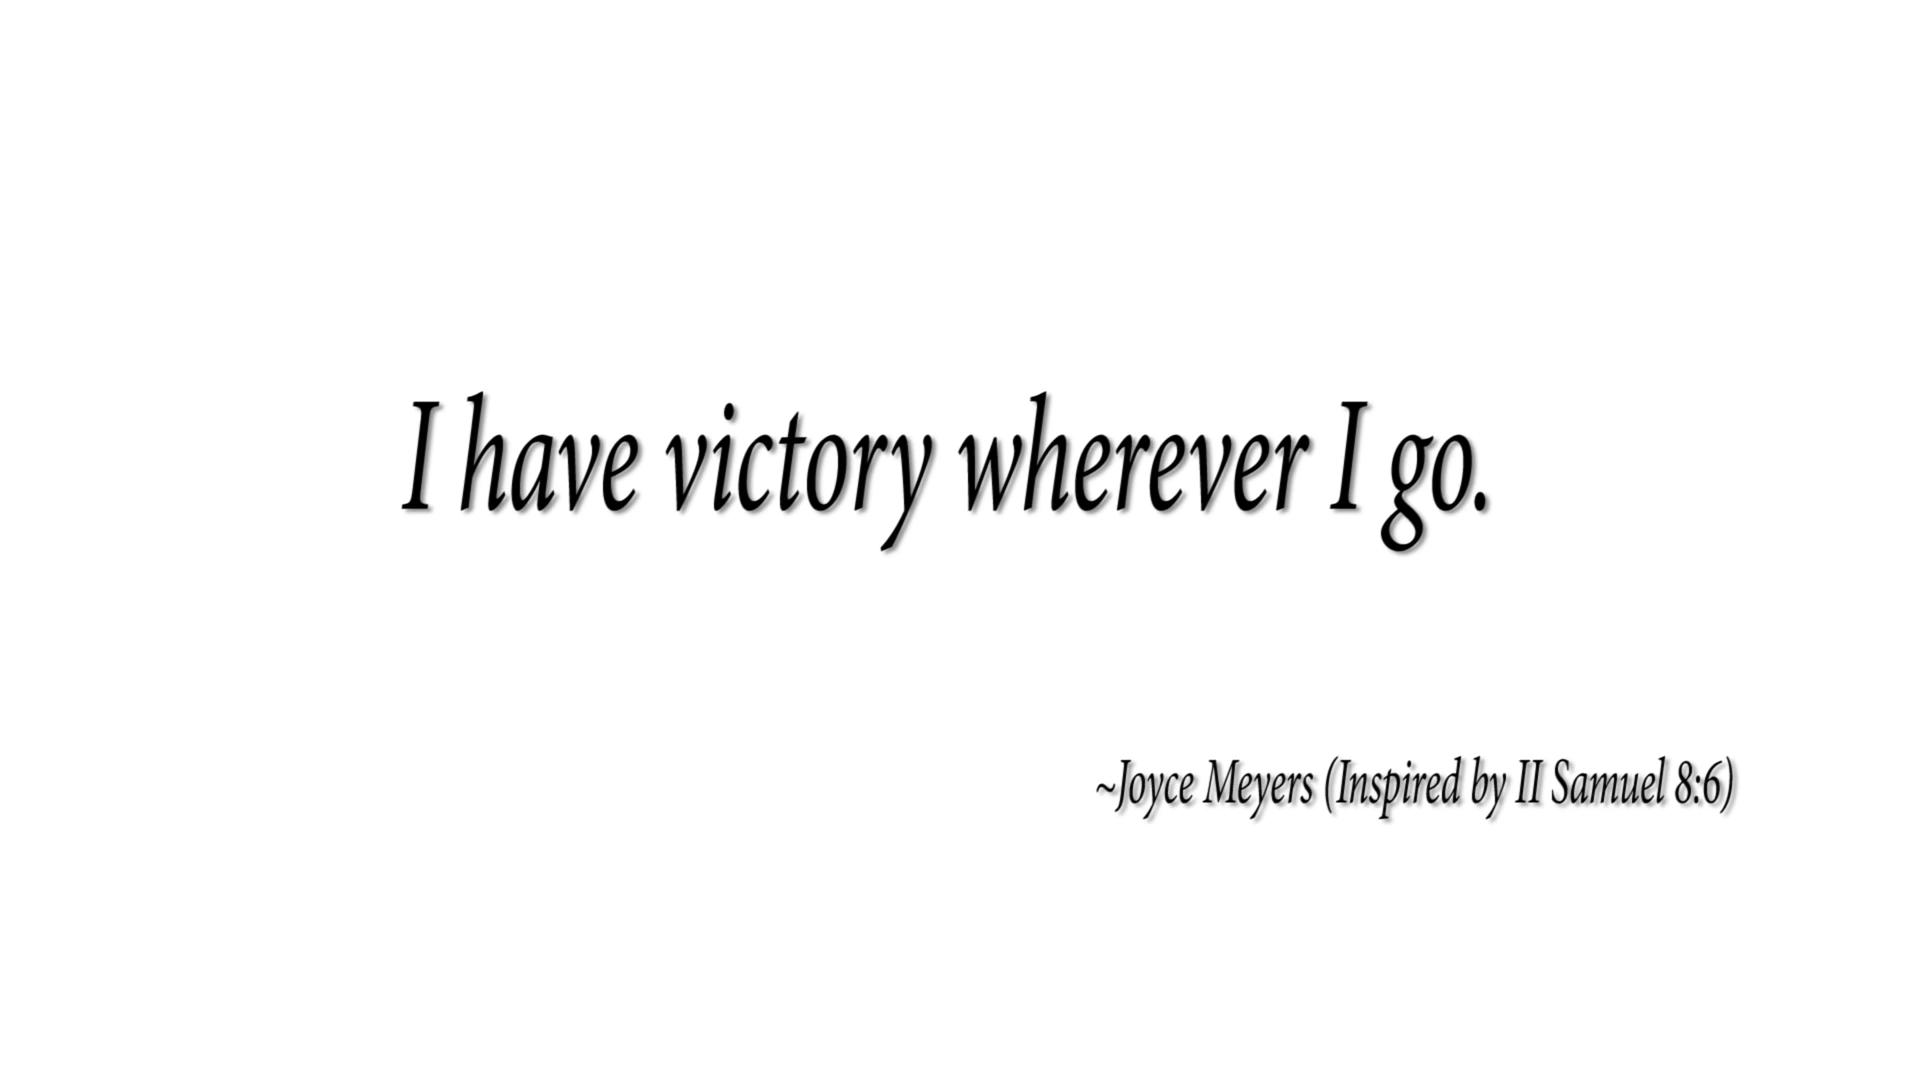 I have victory wherever I go.
~Joyce Meyers (Inspired by II Samuel 8:6)